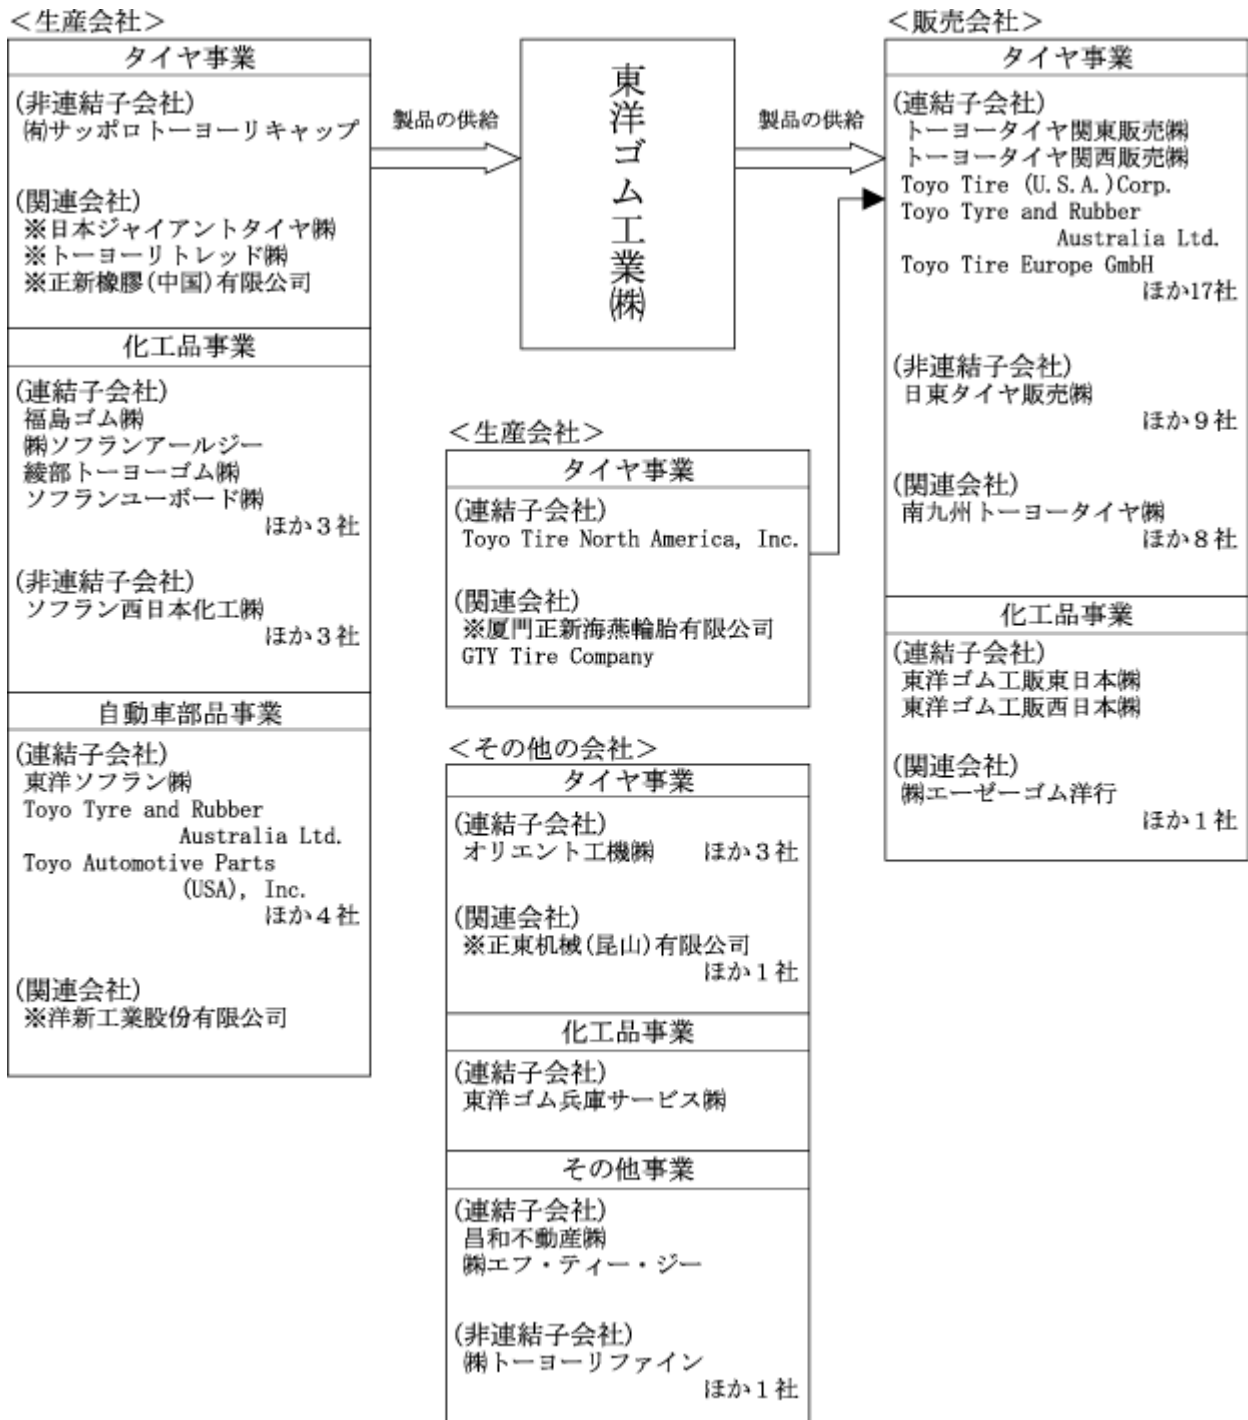 ＜生産会社＞
タイヤ事業
(非連結子会社)
㈲サッポロトーヨーリキャップ
(関連会社)
※日本ジャイアントタイヤ㈱
※トーヨーリトレッド㈱
※正新橡膠(中国)有限公司
化工品事業
(連結子会社)
福島ゴム㈱
㈱ソフランアールジー
綾部トーヨーゴム㈱
ソフランユーボード㈱
ほか３社
(非連結子会社)
ソフラン西日本化工㈱
ほか３社
自動車部品事業
(連結子会社)
東洋ソフラン㈱
Toyo Tyre and Rubber
Australia Ltd.
Toyo Automotive Parts
(USA), Inc.
ほか４社
(関連会社)
※洋新工業股份有限公司
製品の供給
東洋ゴム工業㈱
製品の供給
＜生産会社＞
タイヤ事業
(連結子会社)
Toyo Tire North America, Inc.
(関連会社)
※厦門正新海燕輪胎有限公司
GTY Tire Company
＜その他の会社＞
タイヤ事業
(連結子会社)
オリエント工機㈱ ほか３社
(関連会社)
※正東机械(昆山)有限公司
ほか１社
化工品事業
(連結子会社)
東洋ゴム兵庫サービス㈱
その他事業
(連結子会社)
昌和不動産㈱
㈱エフ・ティー・ジー
(非連結子会社)
㈱トーヨーリファイン
ほか１社
＜販売会社＞
タイヤ事業
(連結子会社)
トーヨータイヤ関東販売㈱
トーヨータイヤ関西販売㈱
Toyo Tire (U.S.A.)Corp.
Toyo Tyre and Rubber
Australia Ltd.
Toyo Tire Europe GmbH
ほか17社
(非連結子会社)
日東タイヤ販売㈱
ほか９社
(関連会社)
南九州トーヨータイヤ㈱
ほか８社
化工品事業
(連結子会社)
東洋ゴム工販東日本㈱
東洋ゴム工販西日本㈱
(関連会社)
㈱エーゼーゴム洋行
ほか１社